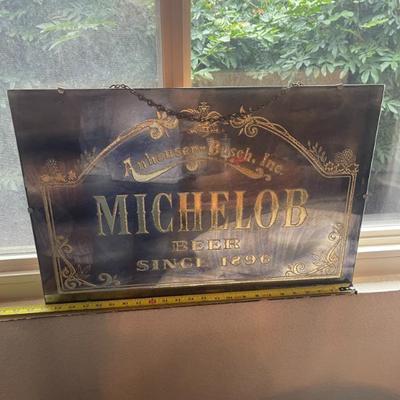 Anheuser-Busch, Inc.
MICHELOB
BEER
SINCE 1896